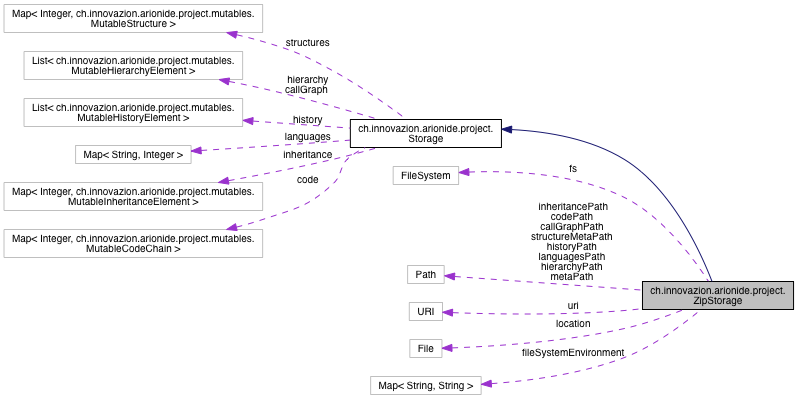 Map< Integer, ch.innovazion.arionide.project.mutables.
MutableStructure >
structures
List< ch.innovazion.arionide.project.mutables.
MutableHierarchyElement >
hierarchy
callGraph
List< ch.innovazion.arionide.project.mutables.
MutableHistoryElement >
history
ch.innovazion.arionide.project.
Storage
languages
Map< String, Integer >
inheritance
Map< Integer, ch.innovazion.arionide.project.mutables.
MutableInheritanceElement >
code
Map< Integer, ch.innovazion.arionide.project.mutables.
MutableCodeChain >
FileSystem
fs
inheritancePath
codePath
callGraphPath
structureMetaPath
historyPath
languagesPath
hierarchyPath
metaPath
Path
ch.innovazion.arionide.project.
ZipStorage
URI
uri
location
File
fileSystemEnvironment
Map< String, String >